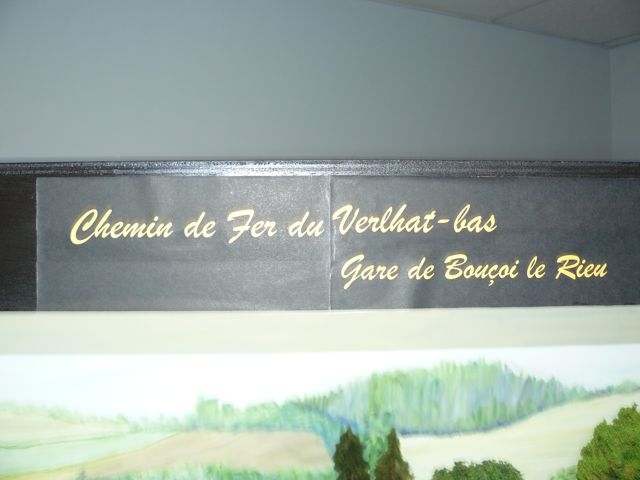 Chemin de Fer du Verlhat-bas
Gare de Bouçoi le Rieu